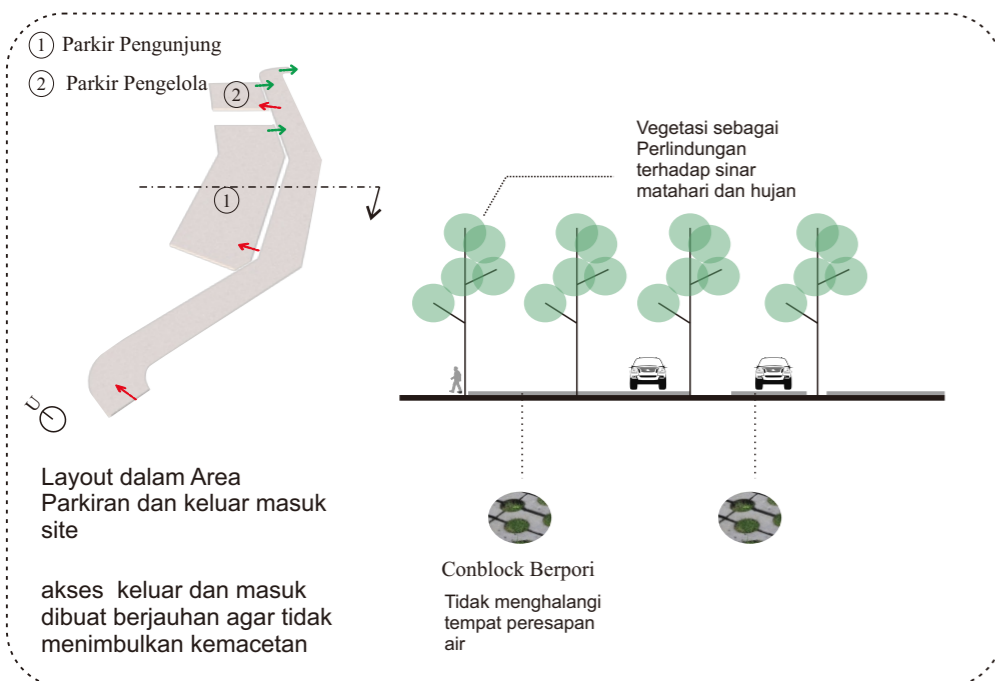 1 Parkir Pengunjung
2 Parkir Pengelola
2
1
U
Vegetasi sebagai
Perlindungan
terhadap sinar
matahari dan hujan
Layout dalam Area
Parkiran dan keluar masuk
site
akses keluar dan masuk
dibuat berjauhan agar tidak
menimbulkan kemacetan
Conblock Berpori
Tidak menghalangi
tempat peresapan
air